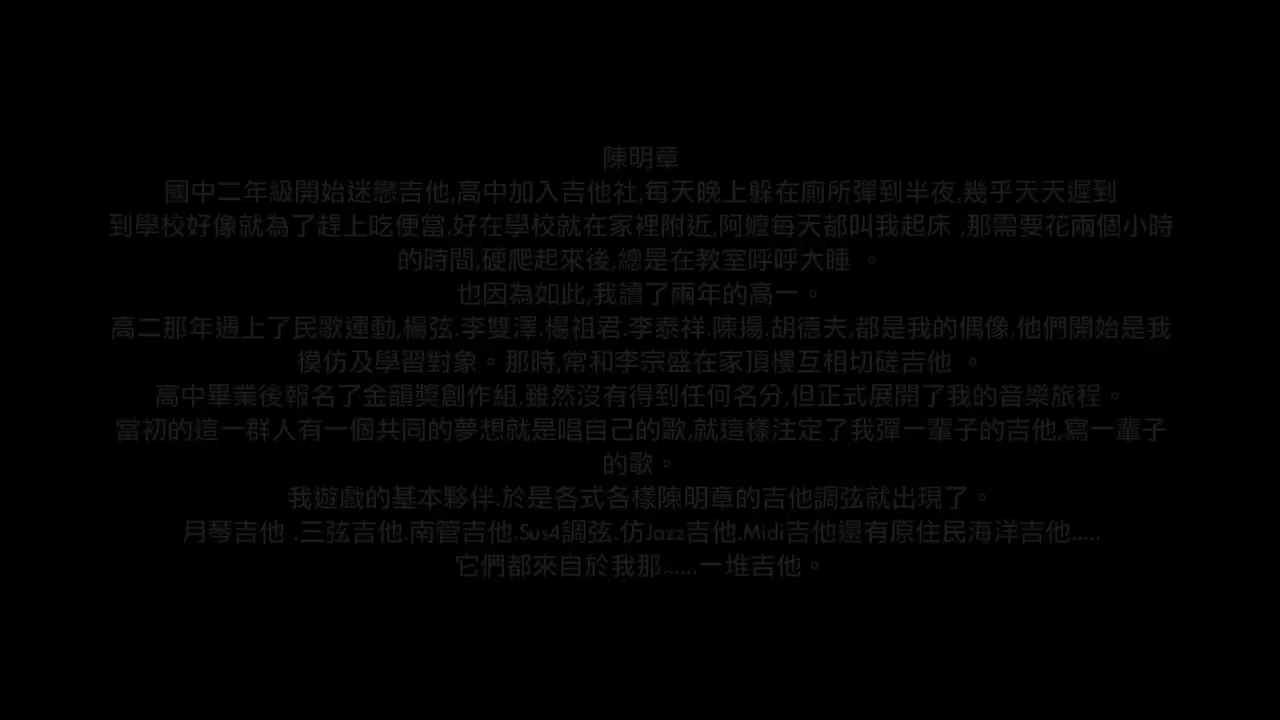 陳明章
國中二年級開始迷戀吉他,高中加入吉他社,每天晚上躲在廁所彈到半夜,幾乎天天遲到
到學校好像就為了趕上吃便當.好在學校就在家裡附近,阿嬤每天都叫我起床 ,那需要花兩個小時
的時間,硬爬起來後,總是在教室呼呼大睡 。
也因為如此,我讀了兩年的高一。
高二那年遇上了民歌運動,楊弦.李雙澤.楊祖君.李泰祥.陳揚.胡德夫,都是我的偶像,他們開始是我
模仿及學習對象。那時,常和李宗盛在家頂樓互相切磋吉他 。
高中畢業後報名了金韻獎創作組,雖然沒有得到任何名分,但正式展開了我的音樂旅程。
當初的這一群人有一個共同的夢想就是唱自己的歌,就這樣注定了我彈一輩子的吉他,寫一輩子
的歌。
我遊戲的基本夥伴.於是各式各樣陳明章的吉他調弦就出現了。
月琴吉他 .三弦吉他.南管吉他.Sus4調弦.仿Jazz吉他.Midi吉他還有原住民海洋吉他.....
它們都來自於我那......一堆吉他。